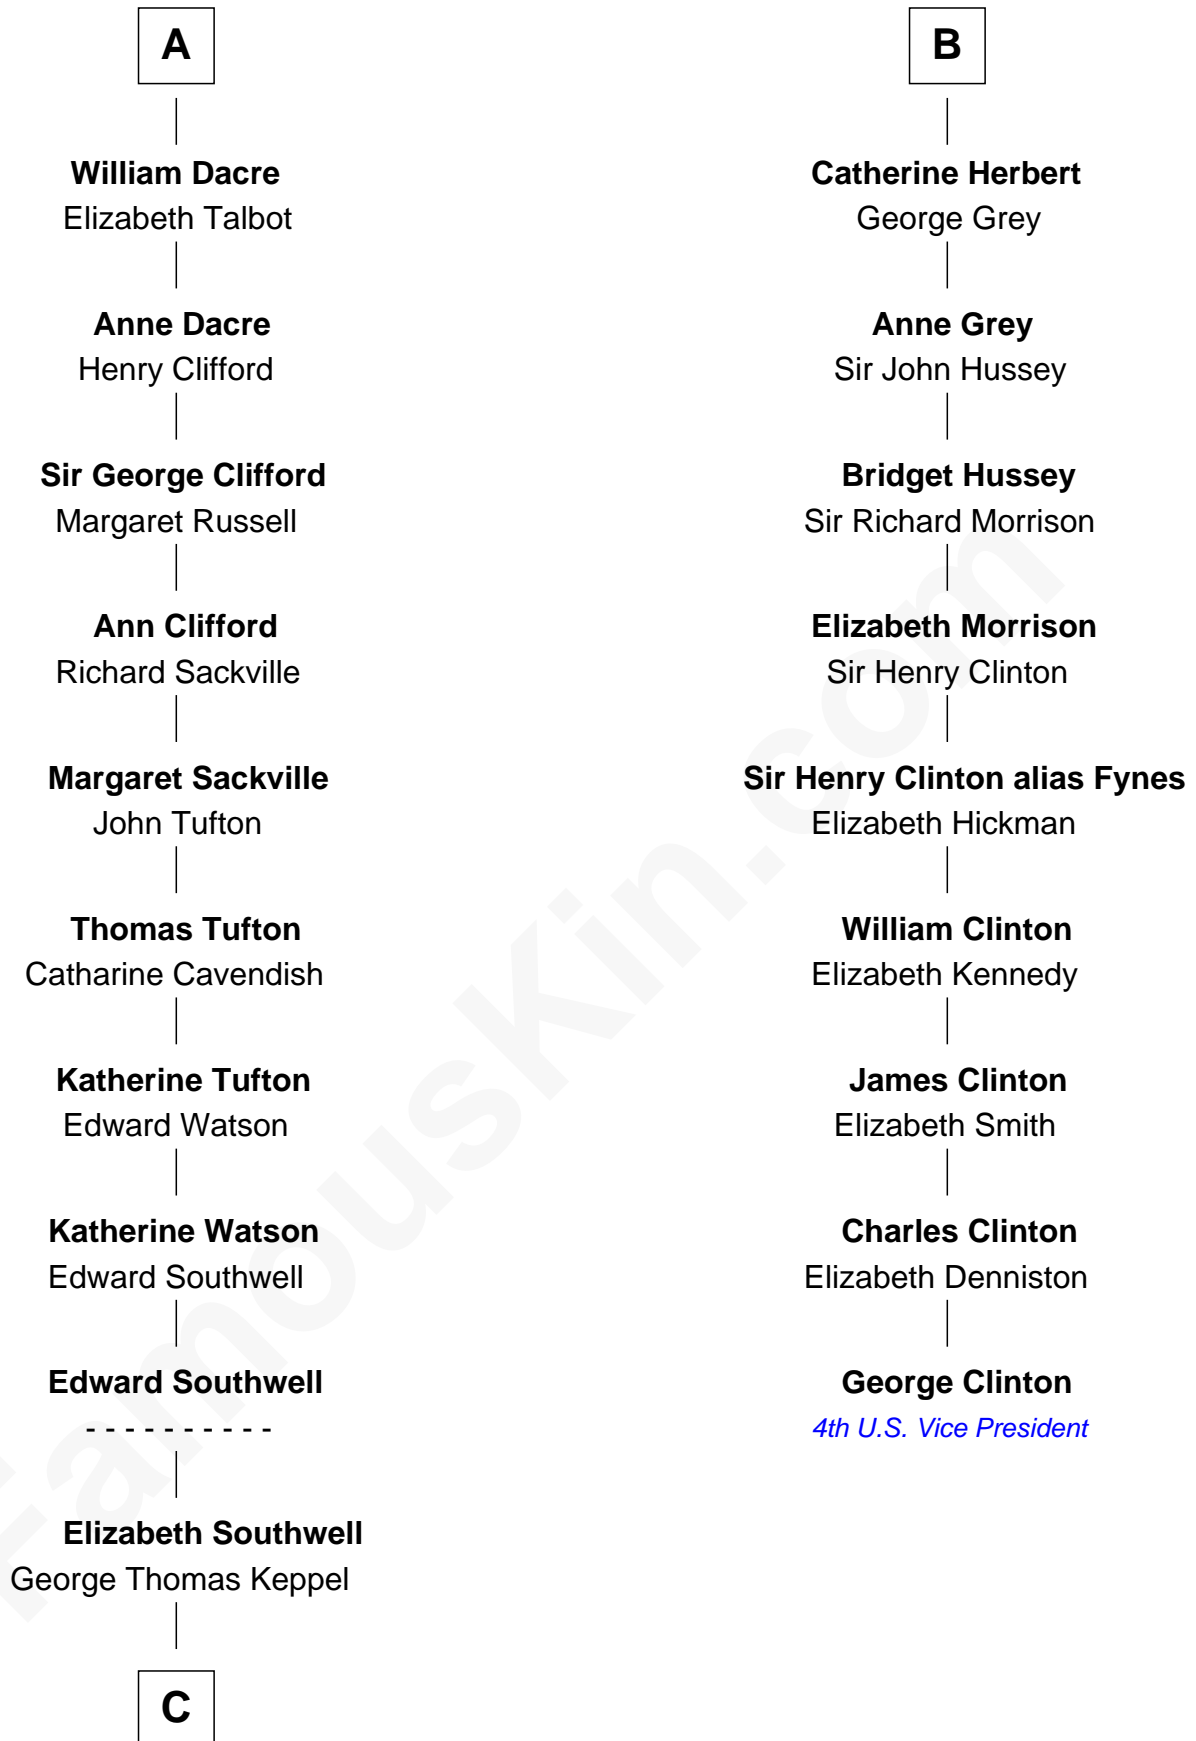 A
William Dacre
Elizabeth Talbot
Anne Dacre
Henry Clifford
Sir George Clifford
Margaret Russell
Ann Clifford
Richard Sackville
Margaret Sackville
John Tufton
Thomas Tufton
Catharine Cavendish
Katherine Tufton
Edward Watson
Katherine Watson
Edward Southwell
Edward Southwell
- - - - - - - - - -
Elizabeth Southwell
George Thomas Keppel
C
B
Catherine Herbert
George Grey
Anne Grey
Sir John Hussey
Bridget Hussey
Sir Richard Morrison
Elizabeth Morrison
Sir Henry Clinton
Sir Henry Clinton alias Fynes
Elizabeth Hickman
William Clinton
Elizabeth Kennedy
James Clinton
Elizabeth Smith
Charles Clinton
Elizabeth Denniston
George Clinton
4th U.S. Vice President
FamousKin.com